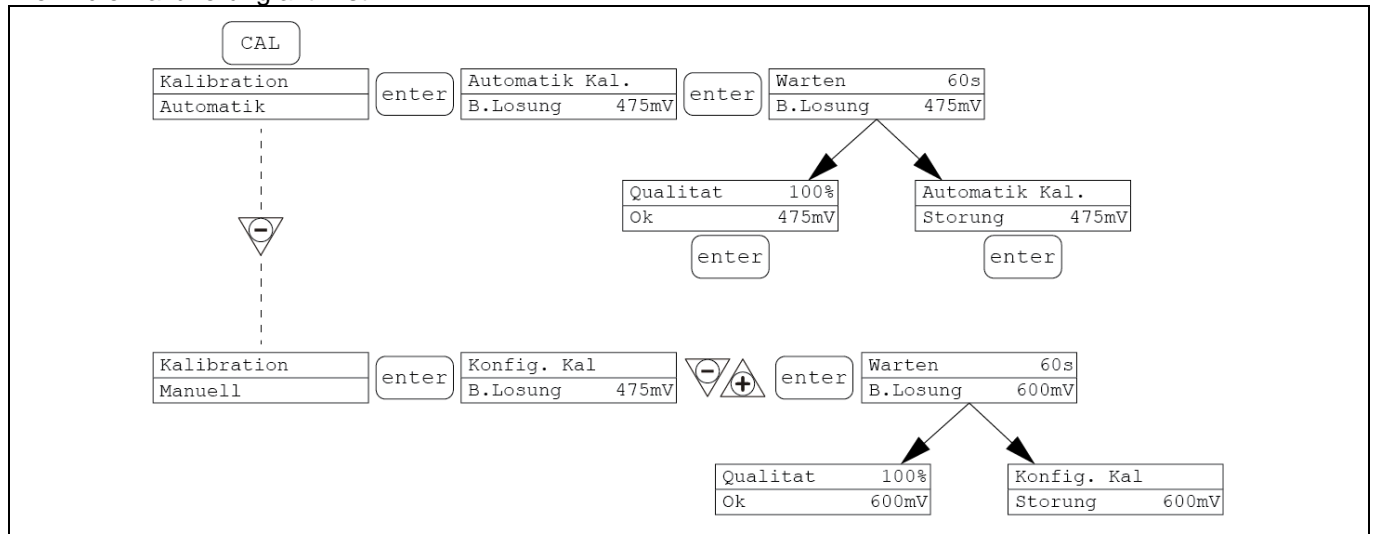 CAL
Kalibration
Automatik
enter
Automatik Kal.
B.Losung 475mV
enter
Warten 60s
B.Losung 475mV
Qualitat 100%
Ok 475mV
enter
Automatik Kal.
Storung 475mV
enter
Kalibration
Manuell
enter
Konfig. Kal
B.Losung 475mV
enter
Warten 60s
B.Losung 600mV
Qualitat 100%
Ok 600mV
Konfig. Kal
Storung 600mV